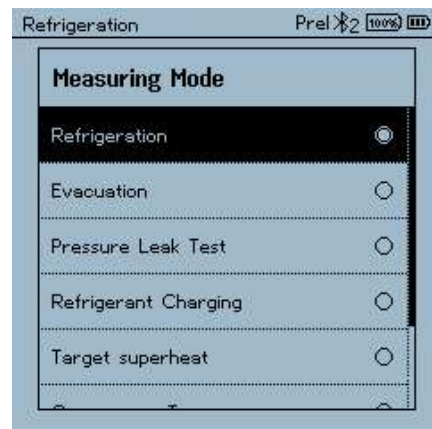 Refrigeration Prel 2 100%
Measuring Mode
Refrigeration
Evacuation
Pressure Leak Test
Refrigerant Charging
Target superheat